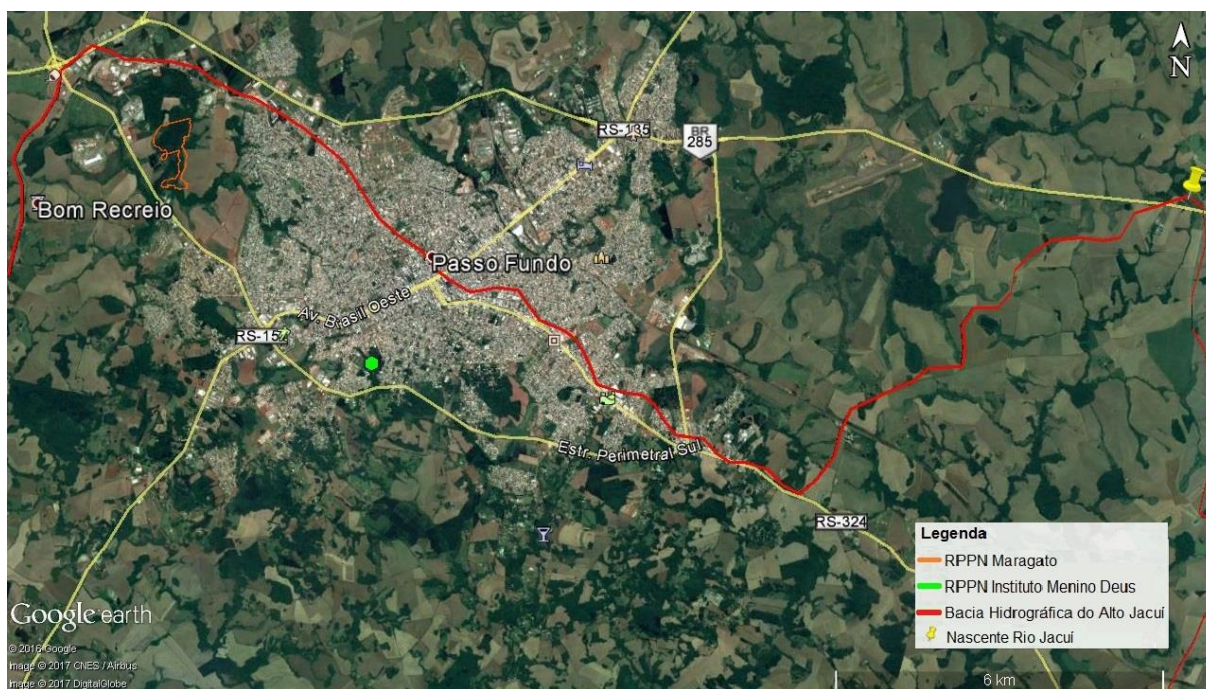 N
RS-135
BR
285
Bom Recreio
Passo Fundo
Av. Brasil Oeste
RS-152
Estr. Perimetral Sul
RS-324
Legenda
RPPN Maragato
RPPN Instituto Menino Deus
Bacia Hidrográfica do Alto Jacuí
Nascente Rio Jacuí
Google earth
© 2016 Google
Image © 2017 CNES / Airbus
Image © 2017 DigitalGlobe
6 km